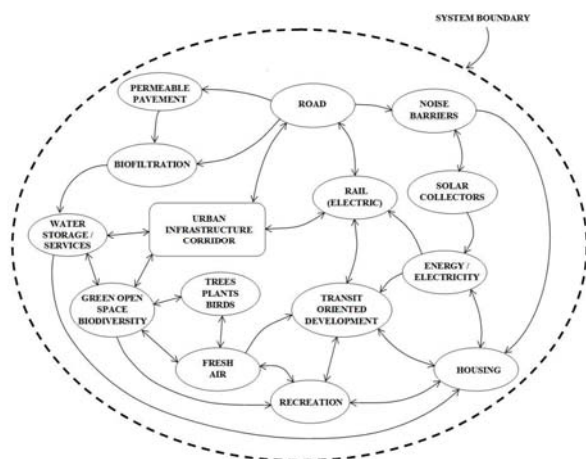 SYSTEM BOUNDARY
PERMEABLE
PAVEMENT
ROAD
NOISE
BARRIERS
BIOFILTRATION
RAIL
(ELECTRIC)
SOLAR
COLLECTORS
WATER
STORAGE /
SERVICES
URBAN
INFRASTRUCTURE
CORRIDOR
ENERGY /
ELECTRICITY
GREEN OPEN
SPACE
BIODIVERSITY
TREES
PLANTS
BIRDS
TRANSIT
ORIENTED
DEVELOPMENT
FRESH
AIR
HOUSING
RECREATION